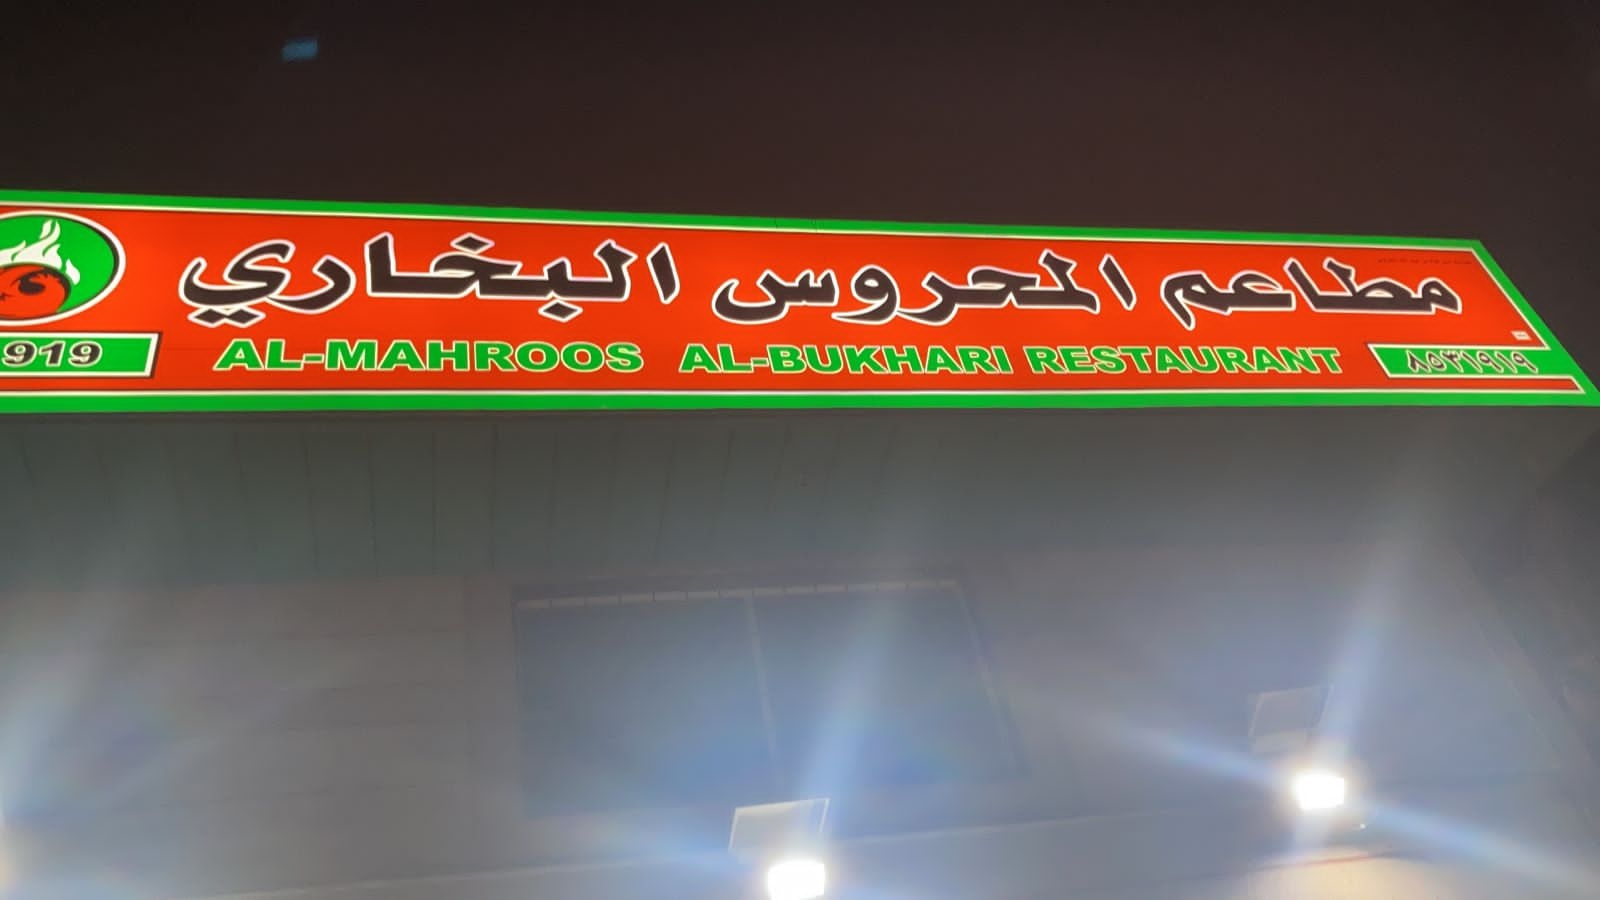 مطاعم المحروس البخاري
AL-MAHROOS AL-BUKHARI RESTAURANT
٨٥٣١٩١٩
919